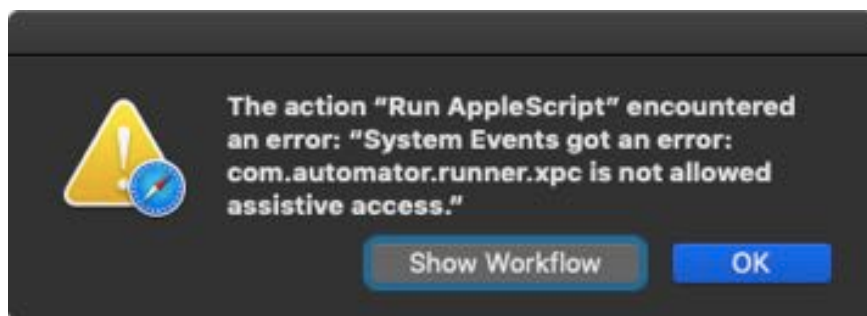 The action “Run AppleScript” encountered
an error: “System Events got an error:
com.automator.runner.xpc is not allowed
assistive access.”
Show Workflow
OK